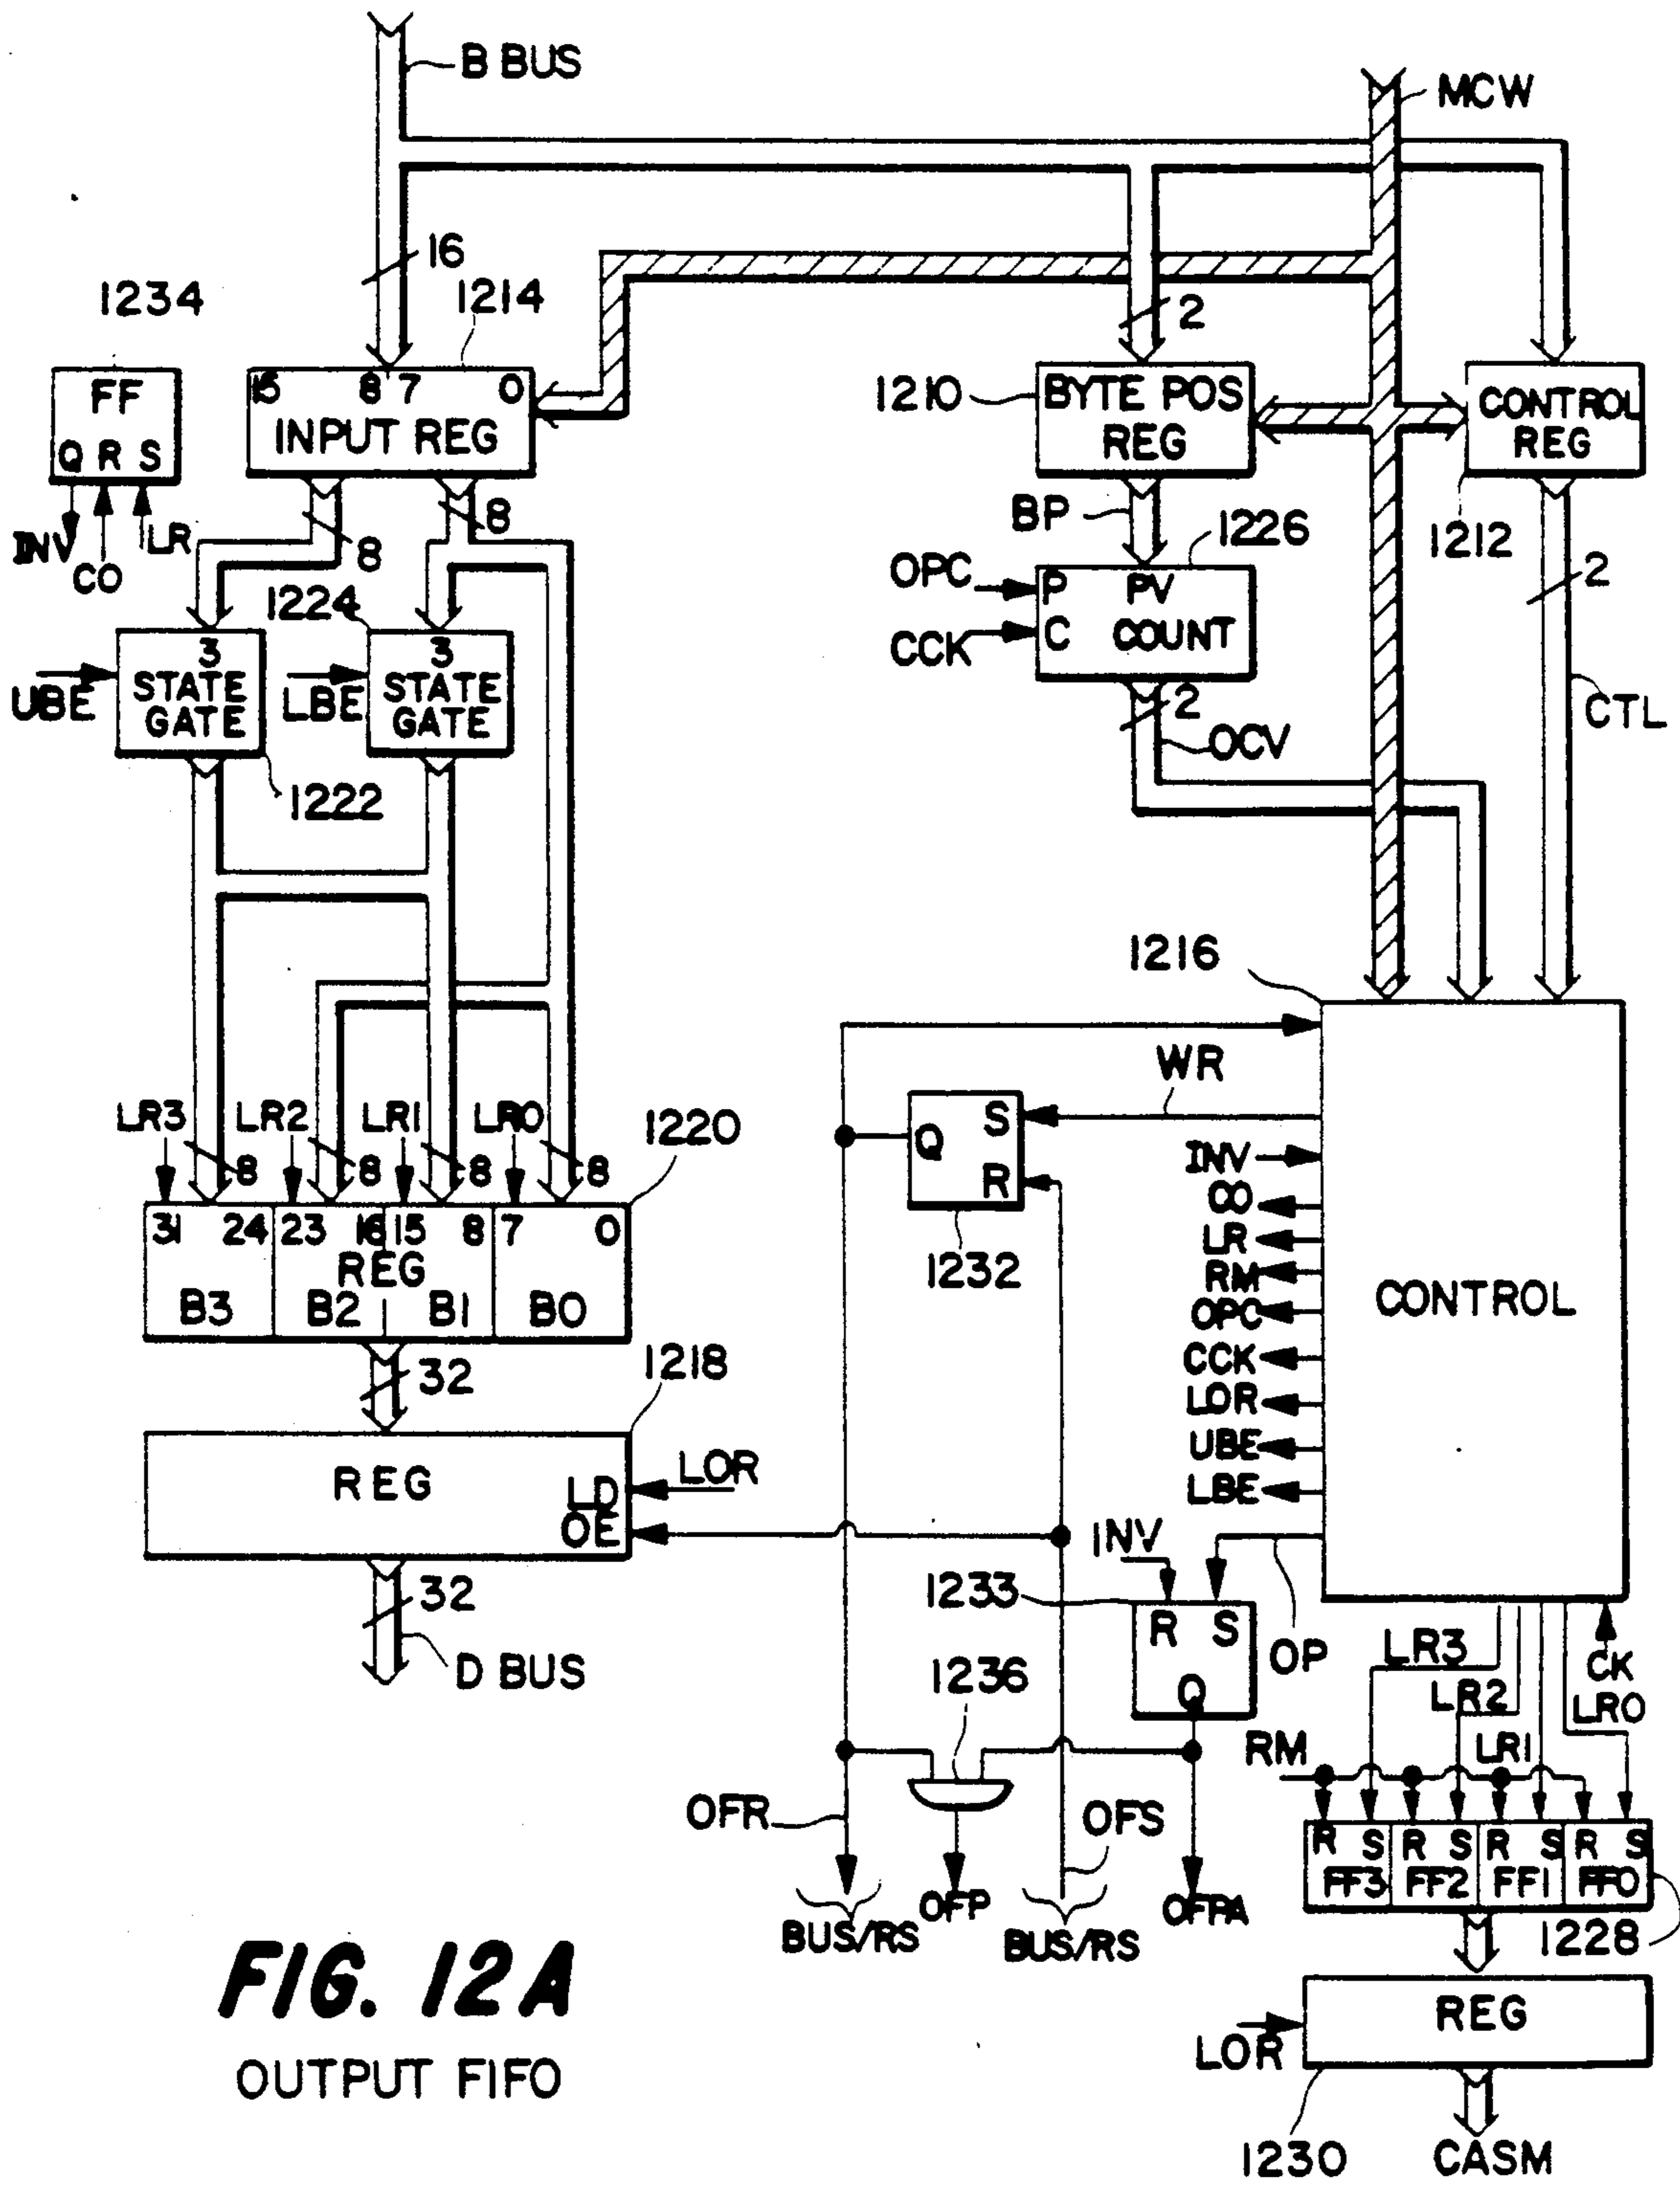 B BUS
MCW
16
1234
1214
2
FF
Q R S
15 8 7 0
INPUT REG
1210
BYTE POS
REG
CONTROL
REG
INV
CO
LR
8
8
BP
1226
1212
2
OPC
CCK
P PV
C COUNT
1224
UBE
3
STATE
GATE
LBE
3
STATE
GATE
2
OCV
CTL
1222
1216
WR
LR3
LR2
LR1
LR0
8
8
8
8
1220
Q S
R
1232
31 24 23 16 15 8 7 0
REG
B3 B2 B1 B0
INV
CO
LR
RM
OPC
CCK
LOR
UBE
LBE
CONTROL
32
1218
REG
LD
OE
LOR
INV
1233
R S
Q
OP
32
D BUS
1236
LR3
CK
LR2
LR0
RM
LR1
OFR
OFS
R S R S R S R S
FF3 FF2 FF1 FF0
BUS/RS
OFP
BUS/RS
OFPA
1228
REG
LOR
1230
CASM
FIG. 12A
OUTPUT FIFO